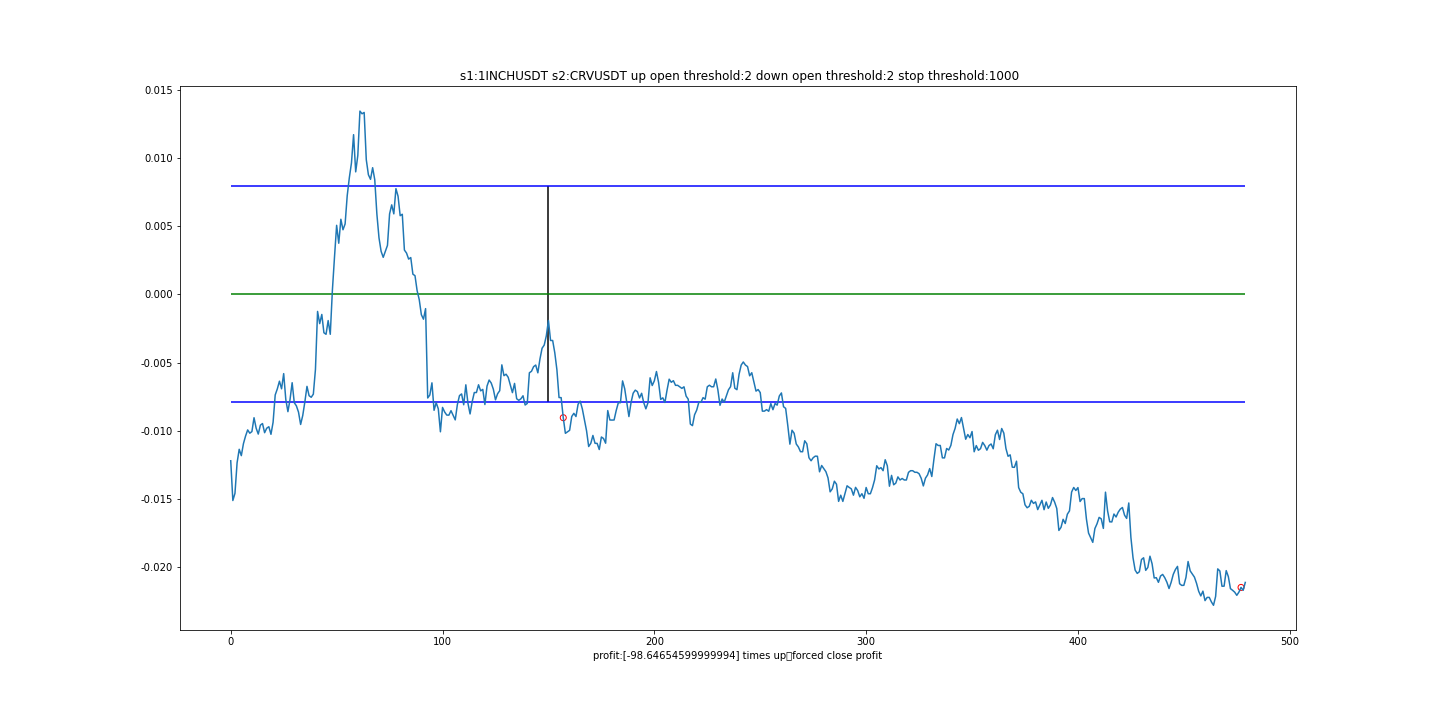 s1:1INCHUSDT s2:CRVUSDT up open threshold:2 down open threshold:2 stop threshold:1000
0.015
0.010
0.005
0.000
-0.005
-0.010
-0.015
-0.020
0 100 200 300 400 500
profit:[-98.64654599999994] times up▯forced close profit